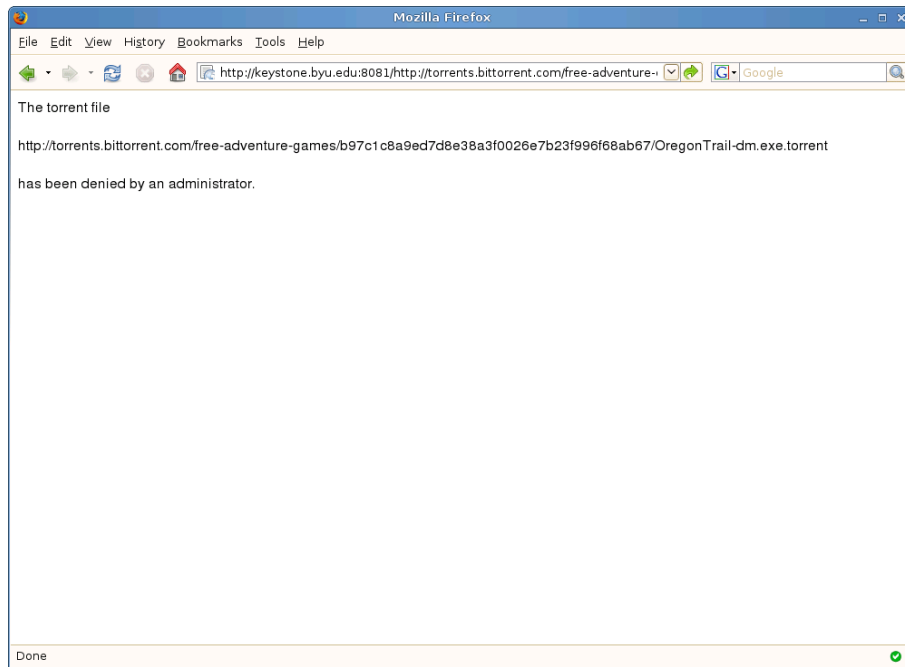 Mozilla Firefox
File Edit View History Bookmarks Tools Help
http://keystone.byu.edu:8081/http://torrents.bittorrent.com/free-adventure- G Google
The torrent file
http://torrents.bittorrent.com/free-adventure-games/b97c1c8a9ed7d8e38a3f0026e7b23f996f68ab67/OregonTrail-dm.exe.torrent
has been denied by an administrator.
Done